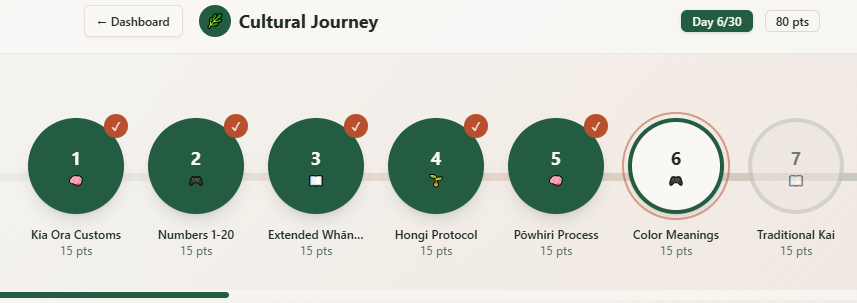 ← Dashboard
Cultural Journey
Day 6/30
80 pts
1
2
3
4
5
6
7
Kia Ora Customs
Numbers 1-20
Extended Whān...
Hongi Protocol
Pōwhiri Process
Color Meanings
Traditional Kai
15 pts
15 pts
15 pts
15 pts
15 pts
15 pts
15 pts